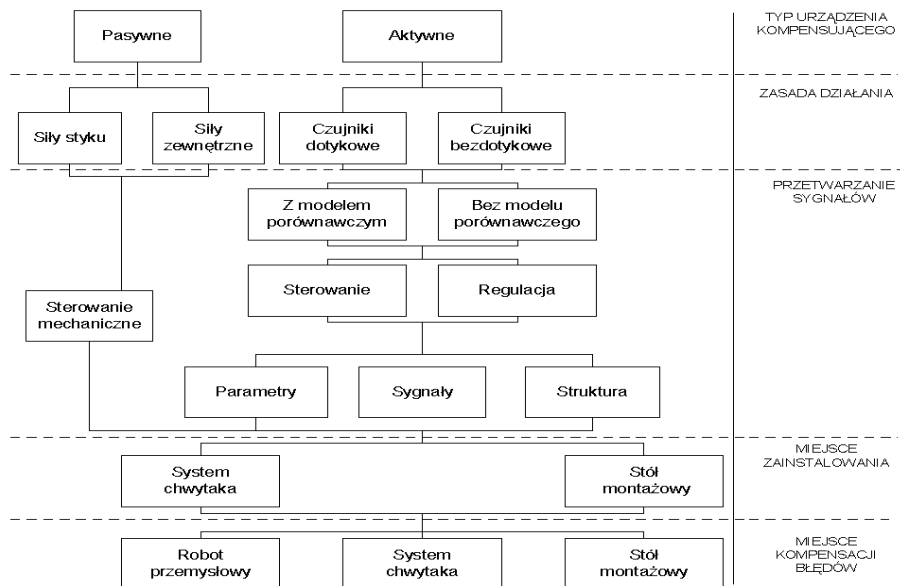 Pasywne
Aktywne
TYP URZĄDZENIA
KOMPENSUJĄCEGO
ZASADA DZIAŁANIA
Siły styku
Siły
zewnętrzne
Czujniki
dotykowe
Czujniki
bezdotykowe
PRZETWARZANIE
SYGNAŁÓW
Z modelem
porównawczym
Bez modelu
porównawczego
Sterowanie
Regulacja
Sterowanie
mechaniczne
Parametry
Sygnały
Struktura
MIEJSCE
ZAINSTALOWANIA
System
chwytaka
Stół
montażowy
MIEJSCE
KOMPENSACJI
BŁĘDÓW
Robot
przemysłowy
System
chwytaka
Stół
montażowy